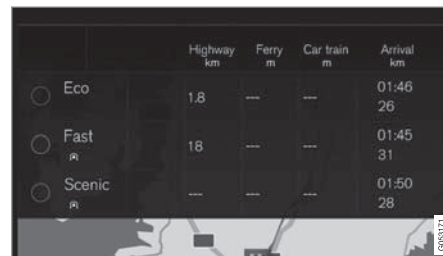 Highway Ferry Car train Arrival
km m m km
Eco 01:46
1.8 --- --- 26
Fast 01:45
18 --- --- 31
Scenic 01:50
--- --- --- 28
G053171